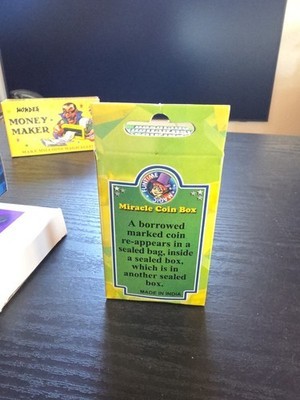 WONDER
MONEY-
MAKER
Miracle Coin Box
A borrowed
marked coin
re-appears in a
sealed bag, inside
a sealed box,
which is in
another sealed
box.
MADE IN INDIA